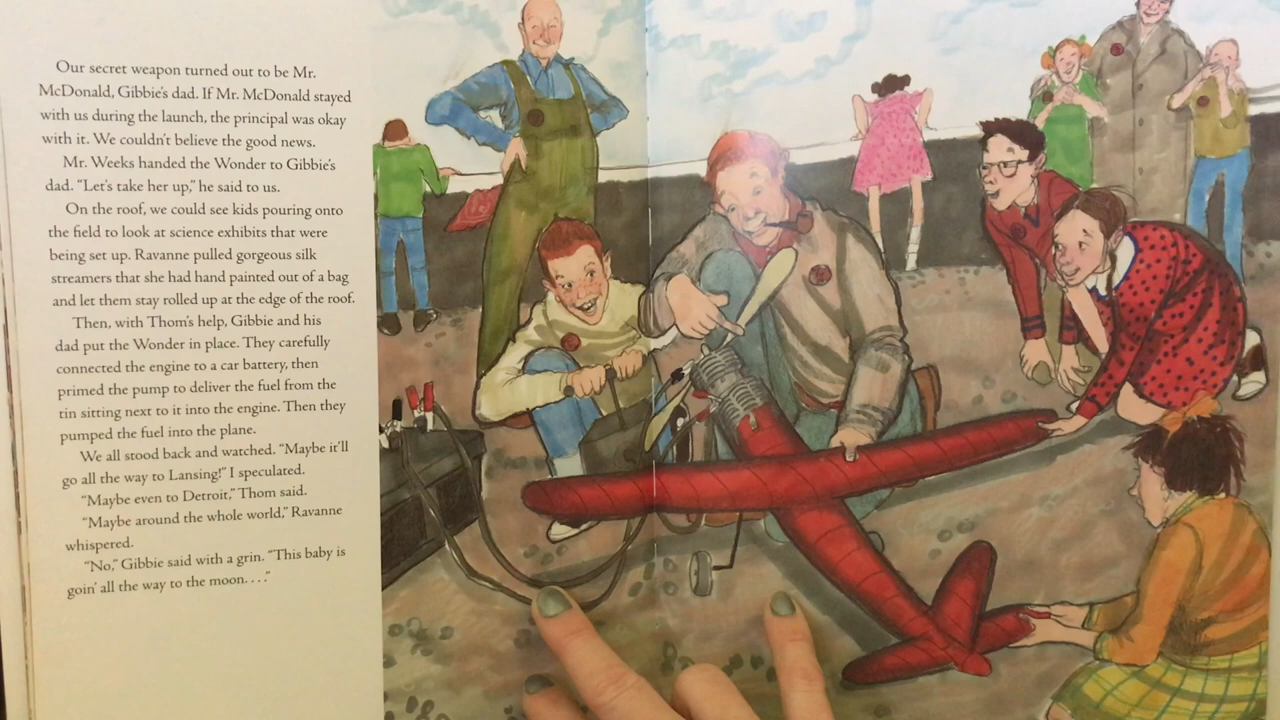 Our secret weapon turned out to be Mr.
McDonald, Gibbie's dad. If Mr. McDonald stayed
with us during the launch, the principal was okay
with it. We couldn't believe the good news.
Mr. Weeks handed the Wonder to Gibbie's
dad. "Let's take her up," he said to us.
On the roof, we could see kids pouring onto
the field to look at science exhibits that were
being set up. Ravanne pulled gorgeous silk
streamers that she had hand painted out of a bag
and let them stay rolled up at the edge of the roof.
Then, with Thom's help, Gibbie and his
dad put the Wonder in place. They carefully
connected the engine to a car battery, then
primed the pump to deliver the fuel from the
tin sitting next to it into the engine. Then they
pumped the fuel into the plane.
We all stood back and watched. "Maybe it'll
go all the way to Lansing!" I speculated.
"Maybe even to Detroit," Thom said.
"Maybe around the whole world," Ravanne
whispered.
"No," Gibbie said with a grin. "This baby is
goin' all the way to the moon. . . ."